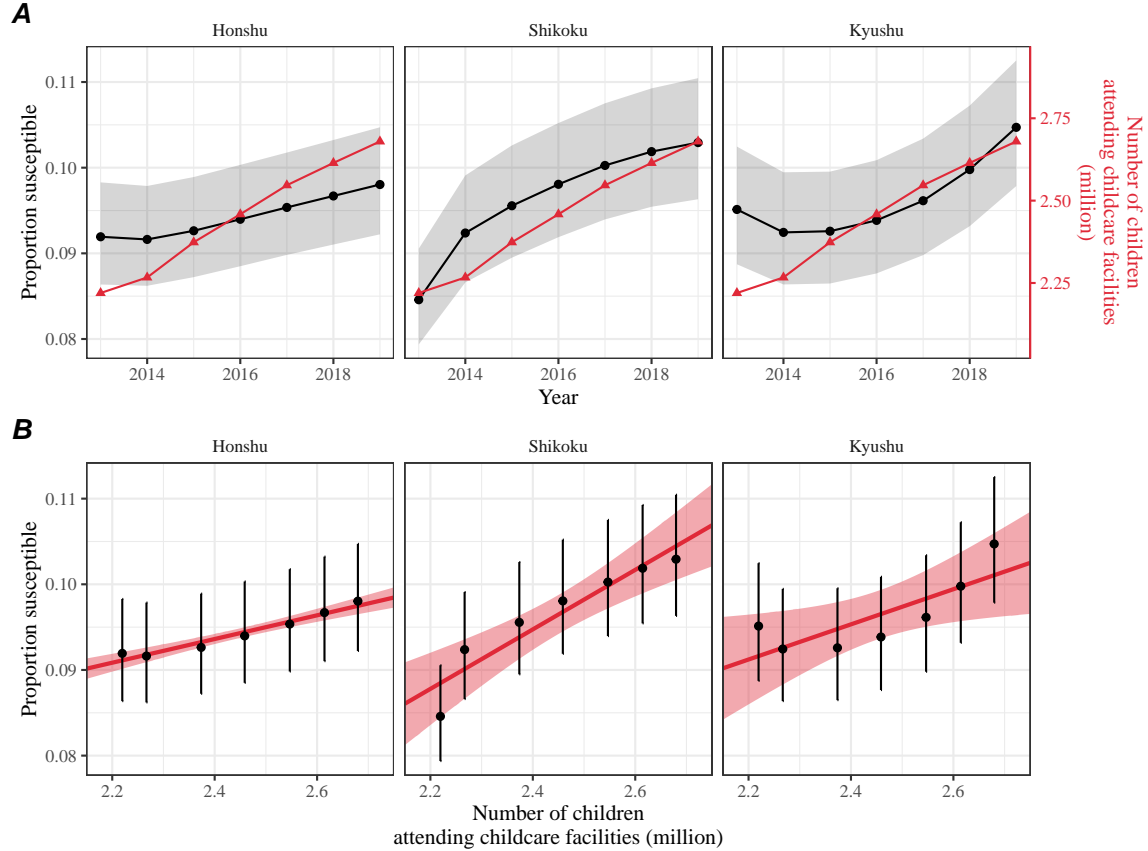 A
Honshu
Shikoku
Kyushu
Proportion susceptible
0.11
0.10
0.09
0.08
2.75
2.50
2.25
Number of children
attending childcare facilities
(million)
2014
2016
2018
2014
2016
2018
2014
2016
2018
Year
B
Honshu
Shikoku
Kyushu
Proportion susceptible
0.11
0.10
0.09
0.08
2.2
2.4
2.6
2.2
2.4
2.6
2.2
2.4
2.6
Number of children
attending childcare facilities (million)